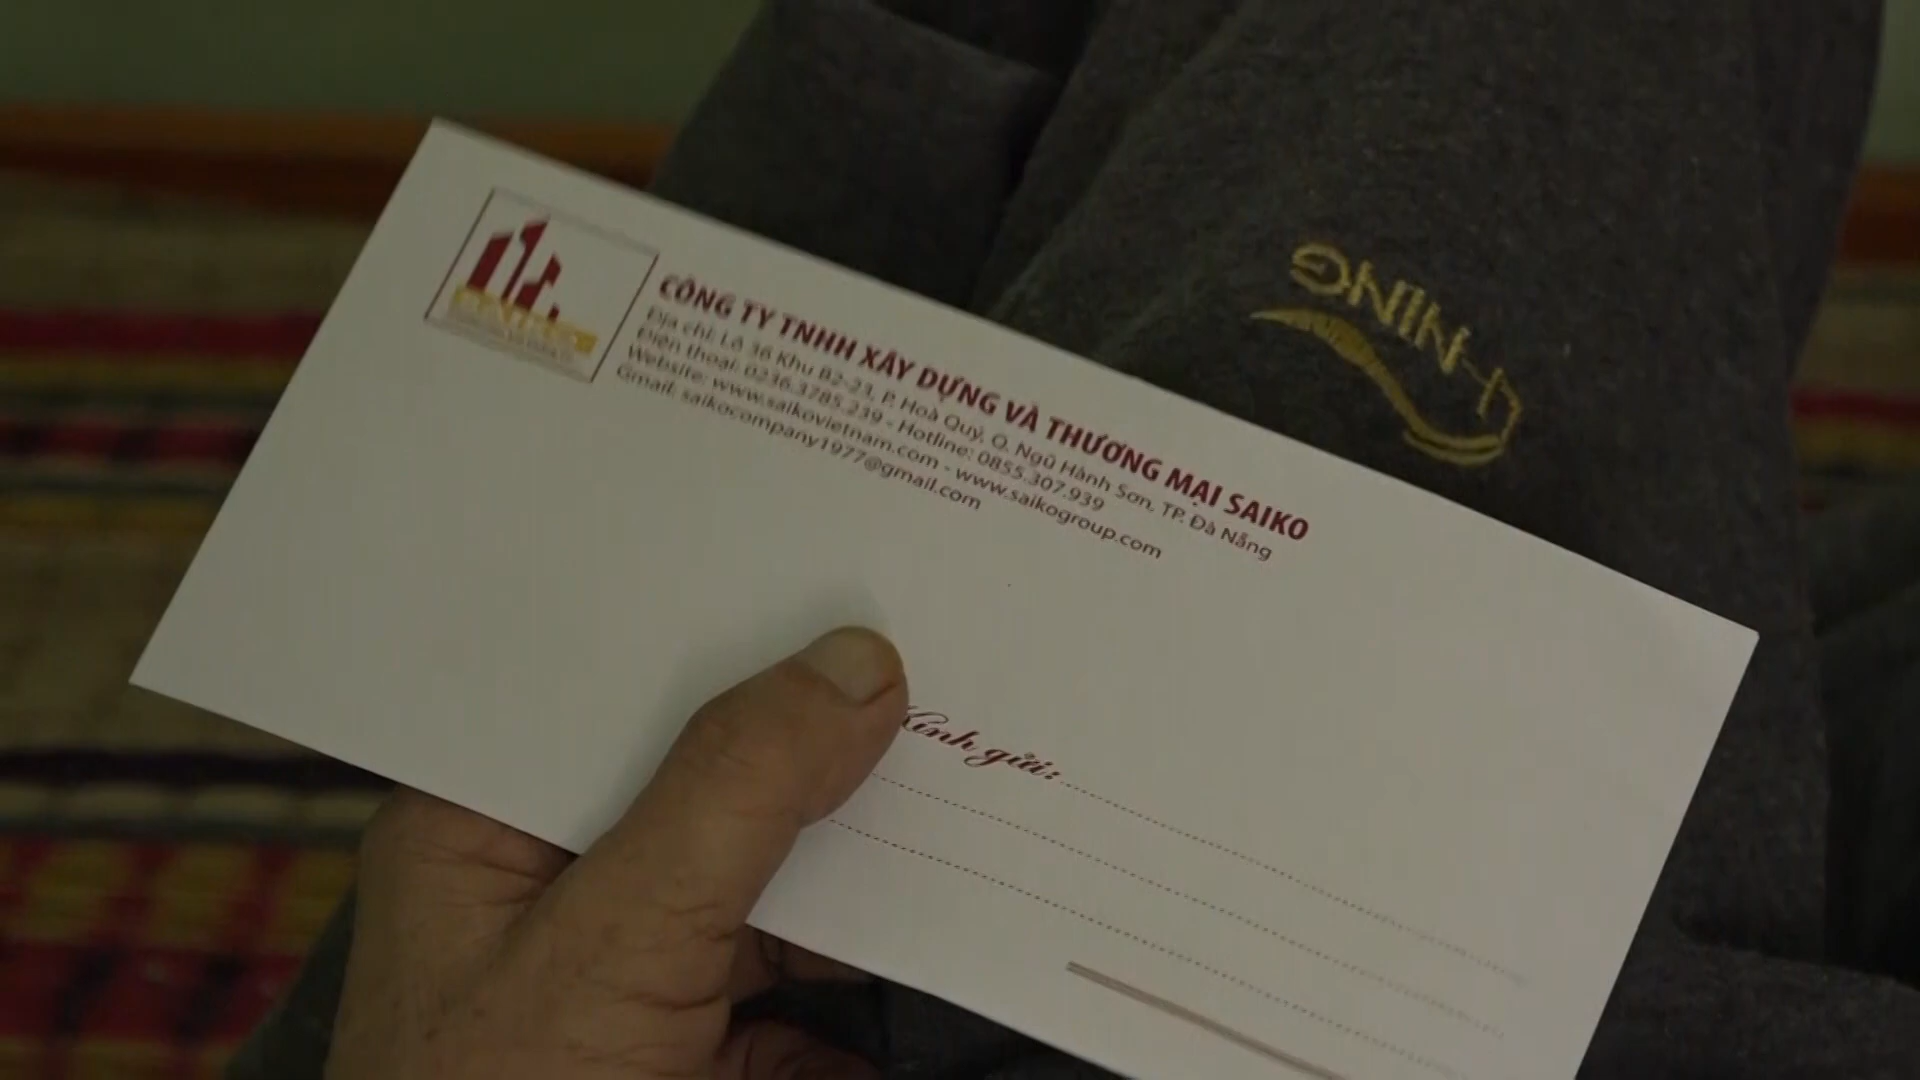 CÔNG TY TNHH XÂY DỰNG VÀ THƯƠNG MẠI SAIKO
Địa chỉ: Lô 36 Khu B2-23, P. Hoà Quý, Q. Ngũ Hành Sơn, TP. Đà Nẵng
Điện thoại: 0236.3785.239 - Hotline: 0855.307.939
Website: www.saikovietnam.com - www.saikogroup.com
Gmail: saikocompany1977@gmail.com
Kính gửi: